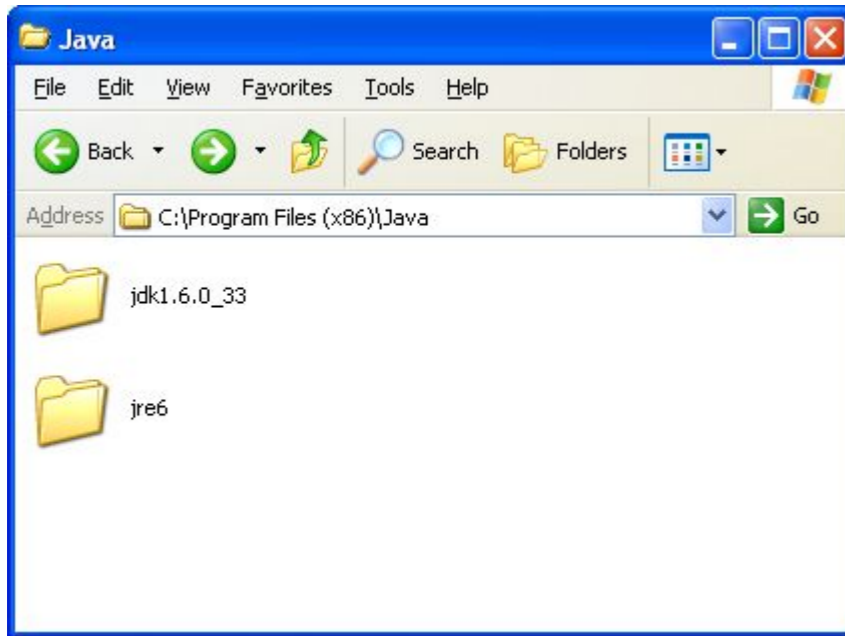 Java
File Edit View Favorites Tools Help
Back Search Folders
Address C:\Program Files (x86)\Java Go
jdk1.6.0_33
jre6